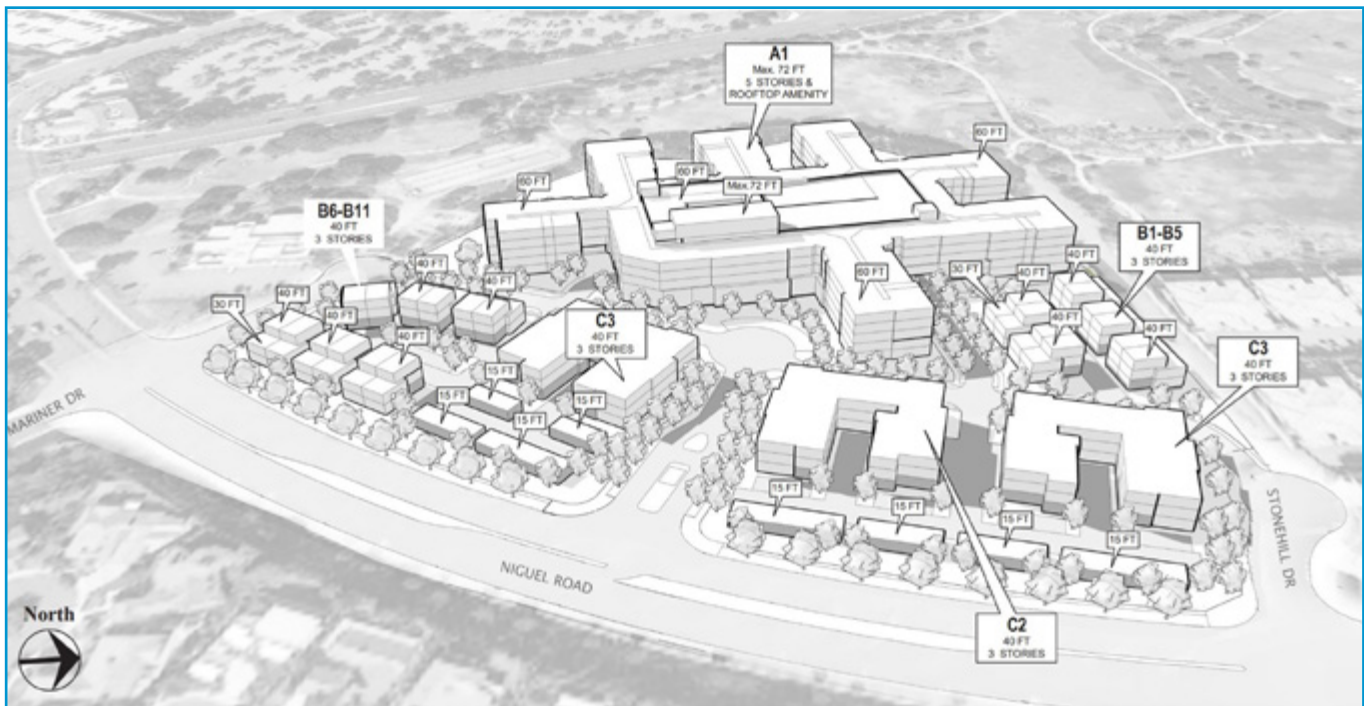 A1
Max. 72 FT
5 STORIES &
ROOFTOP AMENITY
60 FT
60 FT
Max.72 FT
60 FT
B6-B11
40 FT
3 STORIES
B1-B5
40 FT
3 STORIES
40 FT
40 FT
30 FT
40 FT
40 FT
60 FT
30 FT
40 FT
40 FT
40 FT
40 FT
40 FT
C3
40 FT
3 STORIES
C3
40 FT
3 STORIES
15 FT
15 FT
15 FT
15 FT
MARINER DR
15 FT
15 FT
15 FT
15 FT
STONEHILL DR
NIGUEL ROAD
C2
40 FT
3 STORIES
North